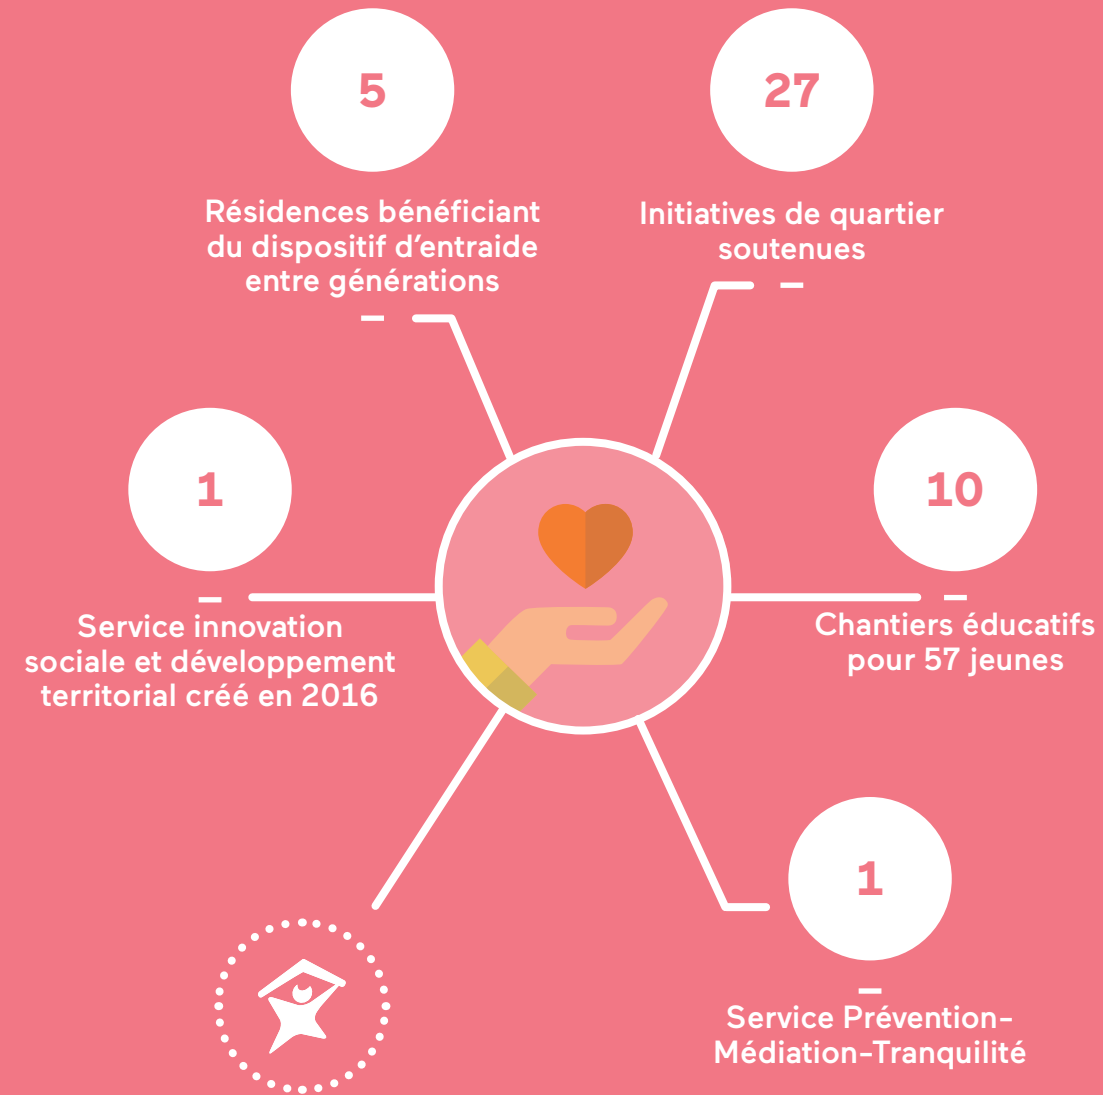 5
Résidences bénéficiant
du dispositif d’entraide
entre générations
27
Initiatives de quartier
soutenues
1
Service innovation
sociale et développement
territorial créé en 2016
10
Chantiers éducatifs
pour 57 jeunes
1
Service Prévention-
Médiation-Tranquilité